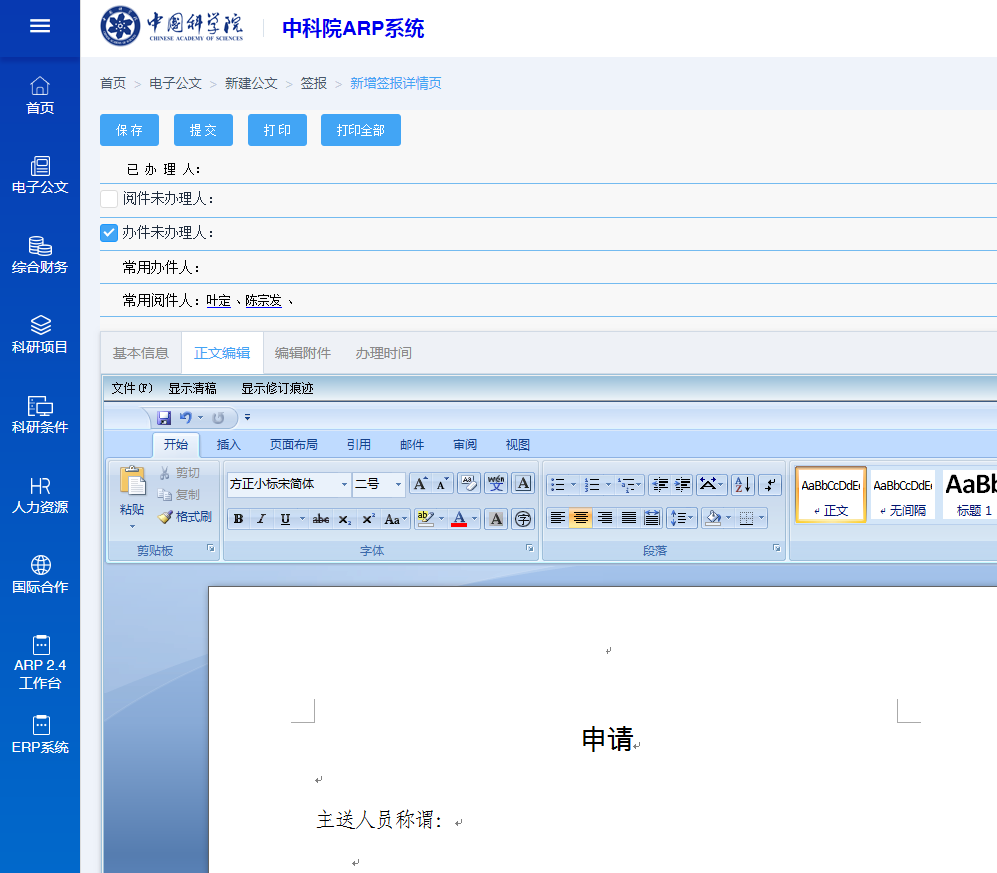 中国科学院
CHINESE ACADEMY OF SCIENCES
中科院ARP系统
首页 > 电子公文 > 新建公文 > 签报 > 新增签报详情页
首页
电子公文
综合财务
科研项目
科研条件
人力资源
国际合作
ARP 2.4
工作台
ERP系统
保存 提交 打印 打印全部
已办理人：
阅件未办理人：
办件未办理人：
常用办件人：
常用阅件人：叶定、陈宗发、
基本信息 正文编辑 编辑附件 办理时间
文件(F) 显示清稿 显示修订痕迹
开始 插入 页面布局 引用 邮件 审阅 视图
粘贴
剪切
复制
格式刷
剪贴板
方正小标宋简体 二号
字体
段落
AaBbCcDdEe AaBbCcDdEe AaBb
正文 无间隔 标题 1
申请
主送人员称谓：